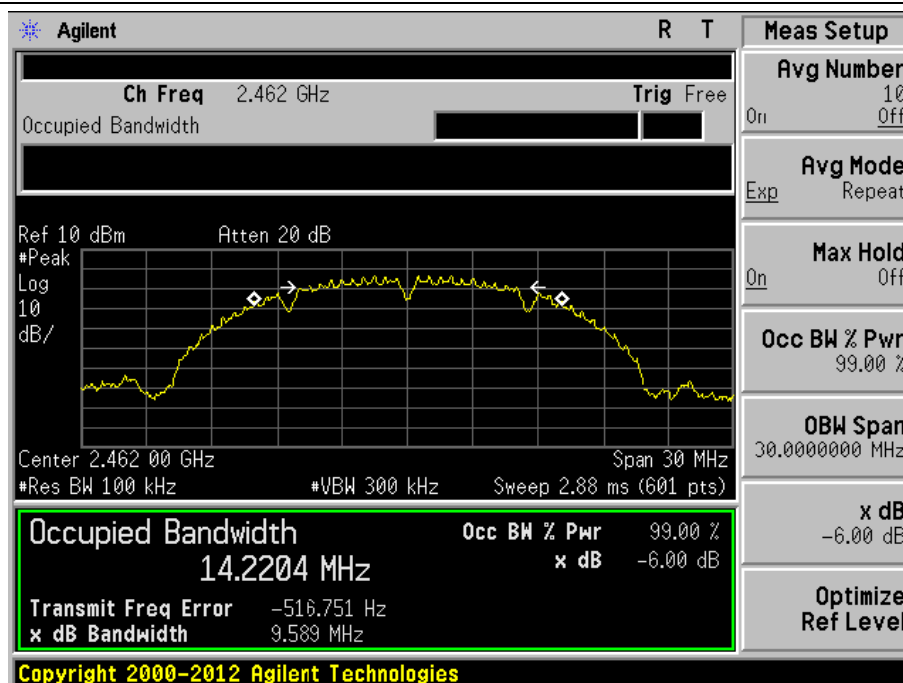 Agilent R T
Ch Freq 2.462 GHz Trig Free
Occupied Bandwidth
Ref 10 dBm Atten 20 dB
#Peak
Log
10
dB/
Center 2.462 00 GHz Span 30 MHz
#Res BW 100 kHz #VBW 300 kHz Sweep 2.88 ms (601 pts)
Occupied Bandwidth Occ BW % Pwr 99.00 %
14.2204 MHz x dB -6.00 dB
Transmit Freq Error -516.751 Hz
x dB Bandwidth 9.589 MHz
Copyright 2000-2012 Agilent Technologies
Meas Setup
Avg Number
10
On Off
Avg Mode
Exp Repeat
Max Hold
On Off
Occ BW % Pwr
99.00 %
OBW Span
30.0000000 MHz
x dB
-6.00 dB
Optimize
Ref Level